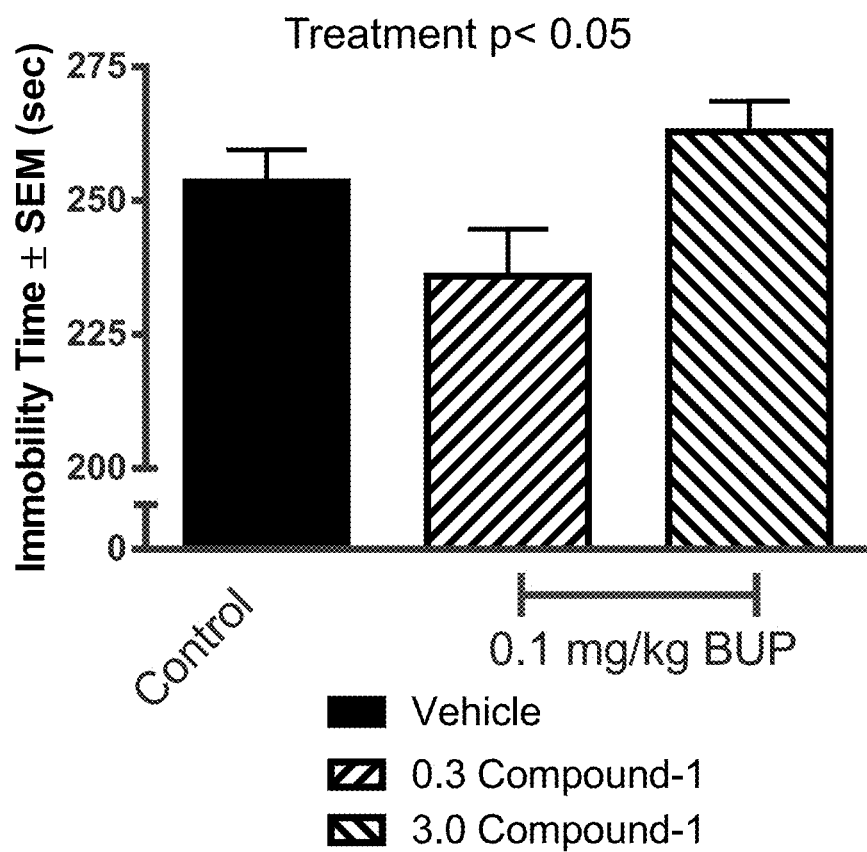 Treatment p< 0.05
Immobility Time ± SEM (sec)
275
250
225
200
0
Control
0.1 mg/kg BUP
Vehicle
0.3 Compound-1
3.0 Compound-1